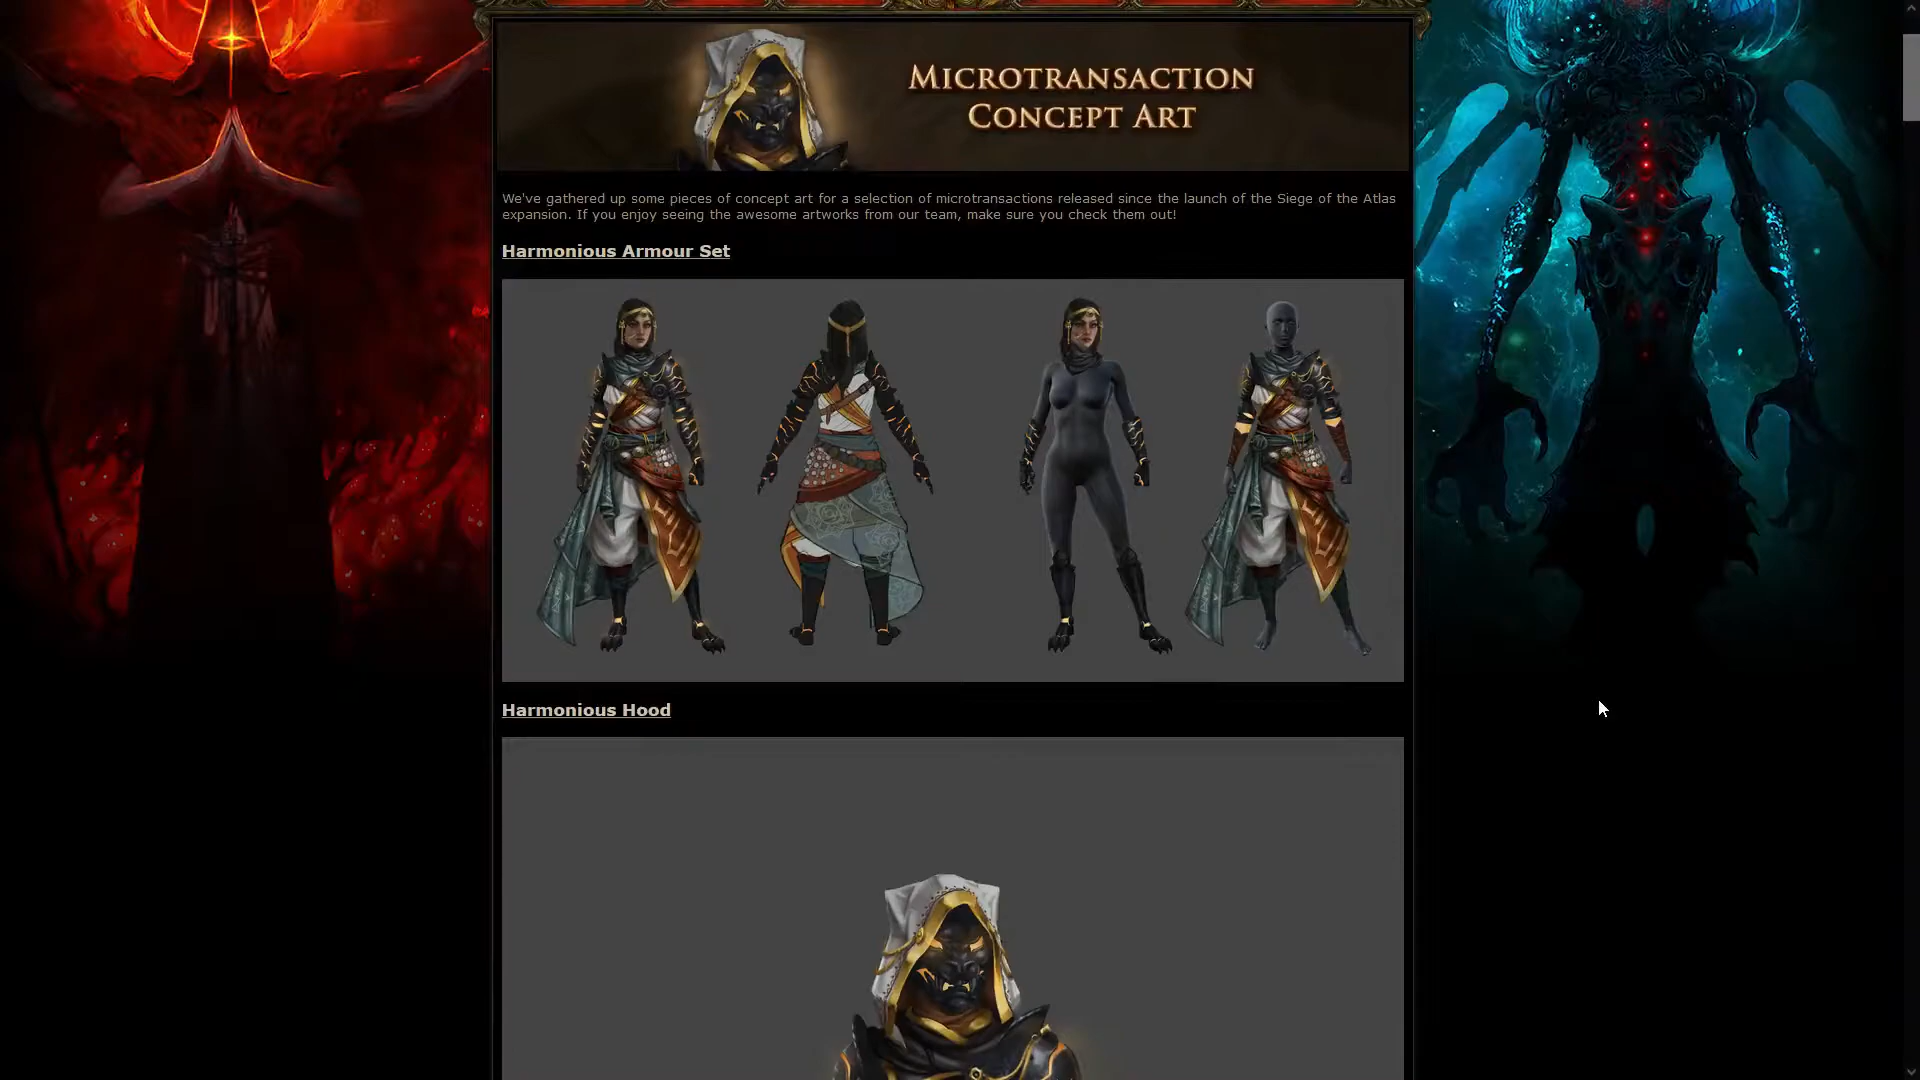 MICROTRANSACTION
CONCEPT ART
We've gathered up some pieces of concept art for a selection of microtransactions released since the launch of the Siege of the Atlas
expansion. If you enjoy seeing the awesome artworks from our team, make sure you check them out!
Harmonious Armour Set
Harmonious Hood